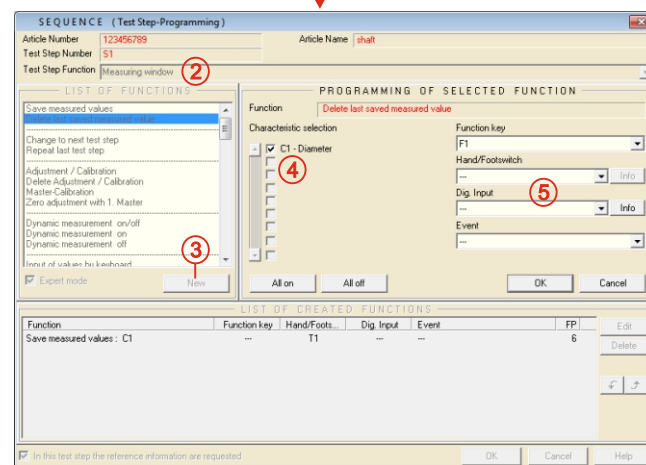 SEQUENCE ( Test Step-Programming )
Article Number 123456789 Article Name shaft
Test Step Number S1
Test Step Function Measuring window 2
LIST OF FUNCTIONS
Save measured values
Delete last saved measured value
Change to next test step
Repeat last test step
Adjustment / Calibration
Delete Adjustment / Calibration
Master-Calibration
Zero adjustment with 1. Master
Dynamic measurement on/off
Dynamic measurement on
Dynamic measurement off
Input of values by keyboard
3
Expert mode New
PROGRAMMING OF SELECTED FUNCTION
Function Delete last saved measured value
Characteristic selection Function key
C1 - Diameter F1
4 Hand/Footswitch
--- Info
Dig. Input 5
--- Info
Event
---
All on All off OK Cancel
LIST OF CREATED FUNCTIONS
Function Function key Hand/Foots... Dig. Input Event FP Edit
Save measured values : C1 --- T1 --- --- 6
Delete
In this test step the reference information are requested OK Cancel Help